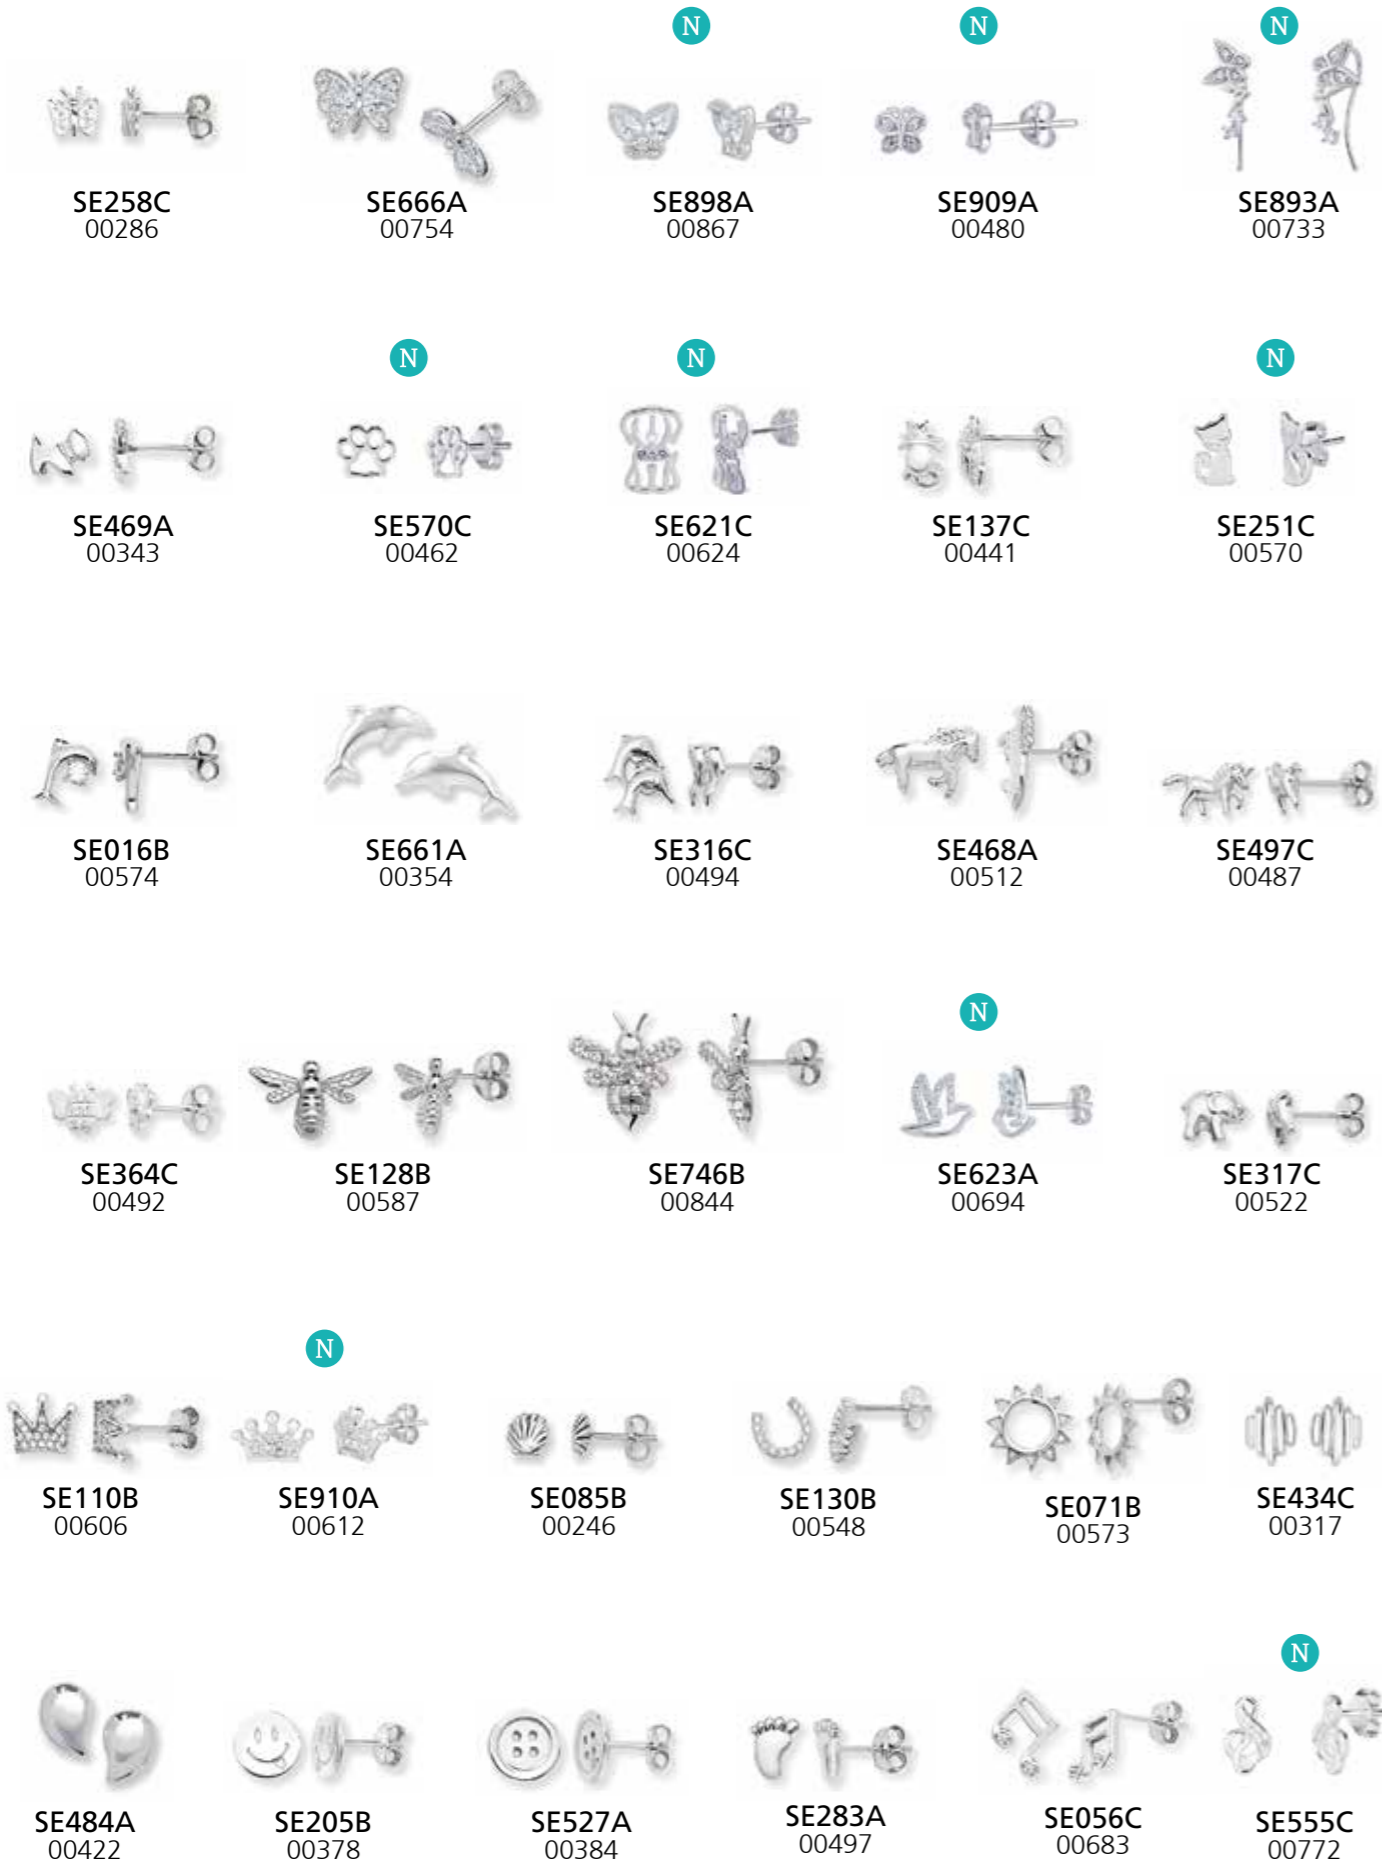 N N N
SE258C SE666A SE898A SE909A SE893A
00286 00754 00867 00480 00733
N N N
SE469A SE570C SE621C SE137C SE251C
00343 00462 00624 00441 00570
SE016B SE661A SE316C SE468A SE497C
00574 00354 00494 00512 00487
N
SE364C SE128B SE746B SE623A SE317C
00492 00587 00844 00694 00522
N
SE110B SE910A SE085B SE130B SE071B SE434C
00606 00612 00246 00548 00573 00317
N
SE484A SE205B SE527A SE283A SE056C SE555C
00422 00378 00384 00497 00683 00772